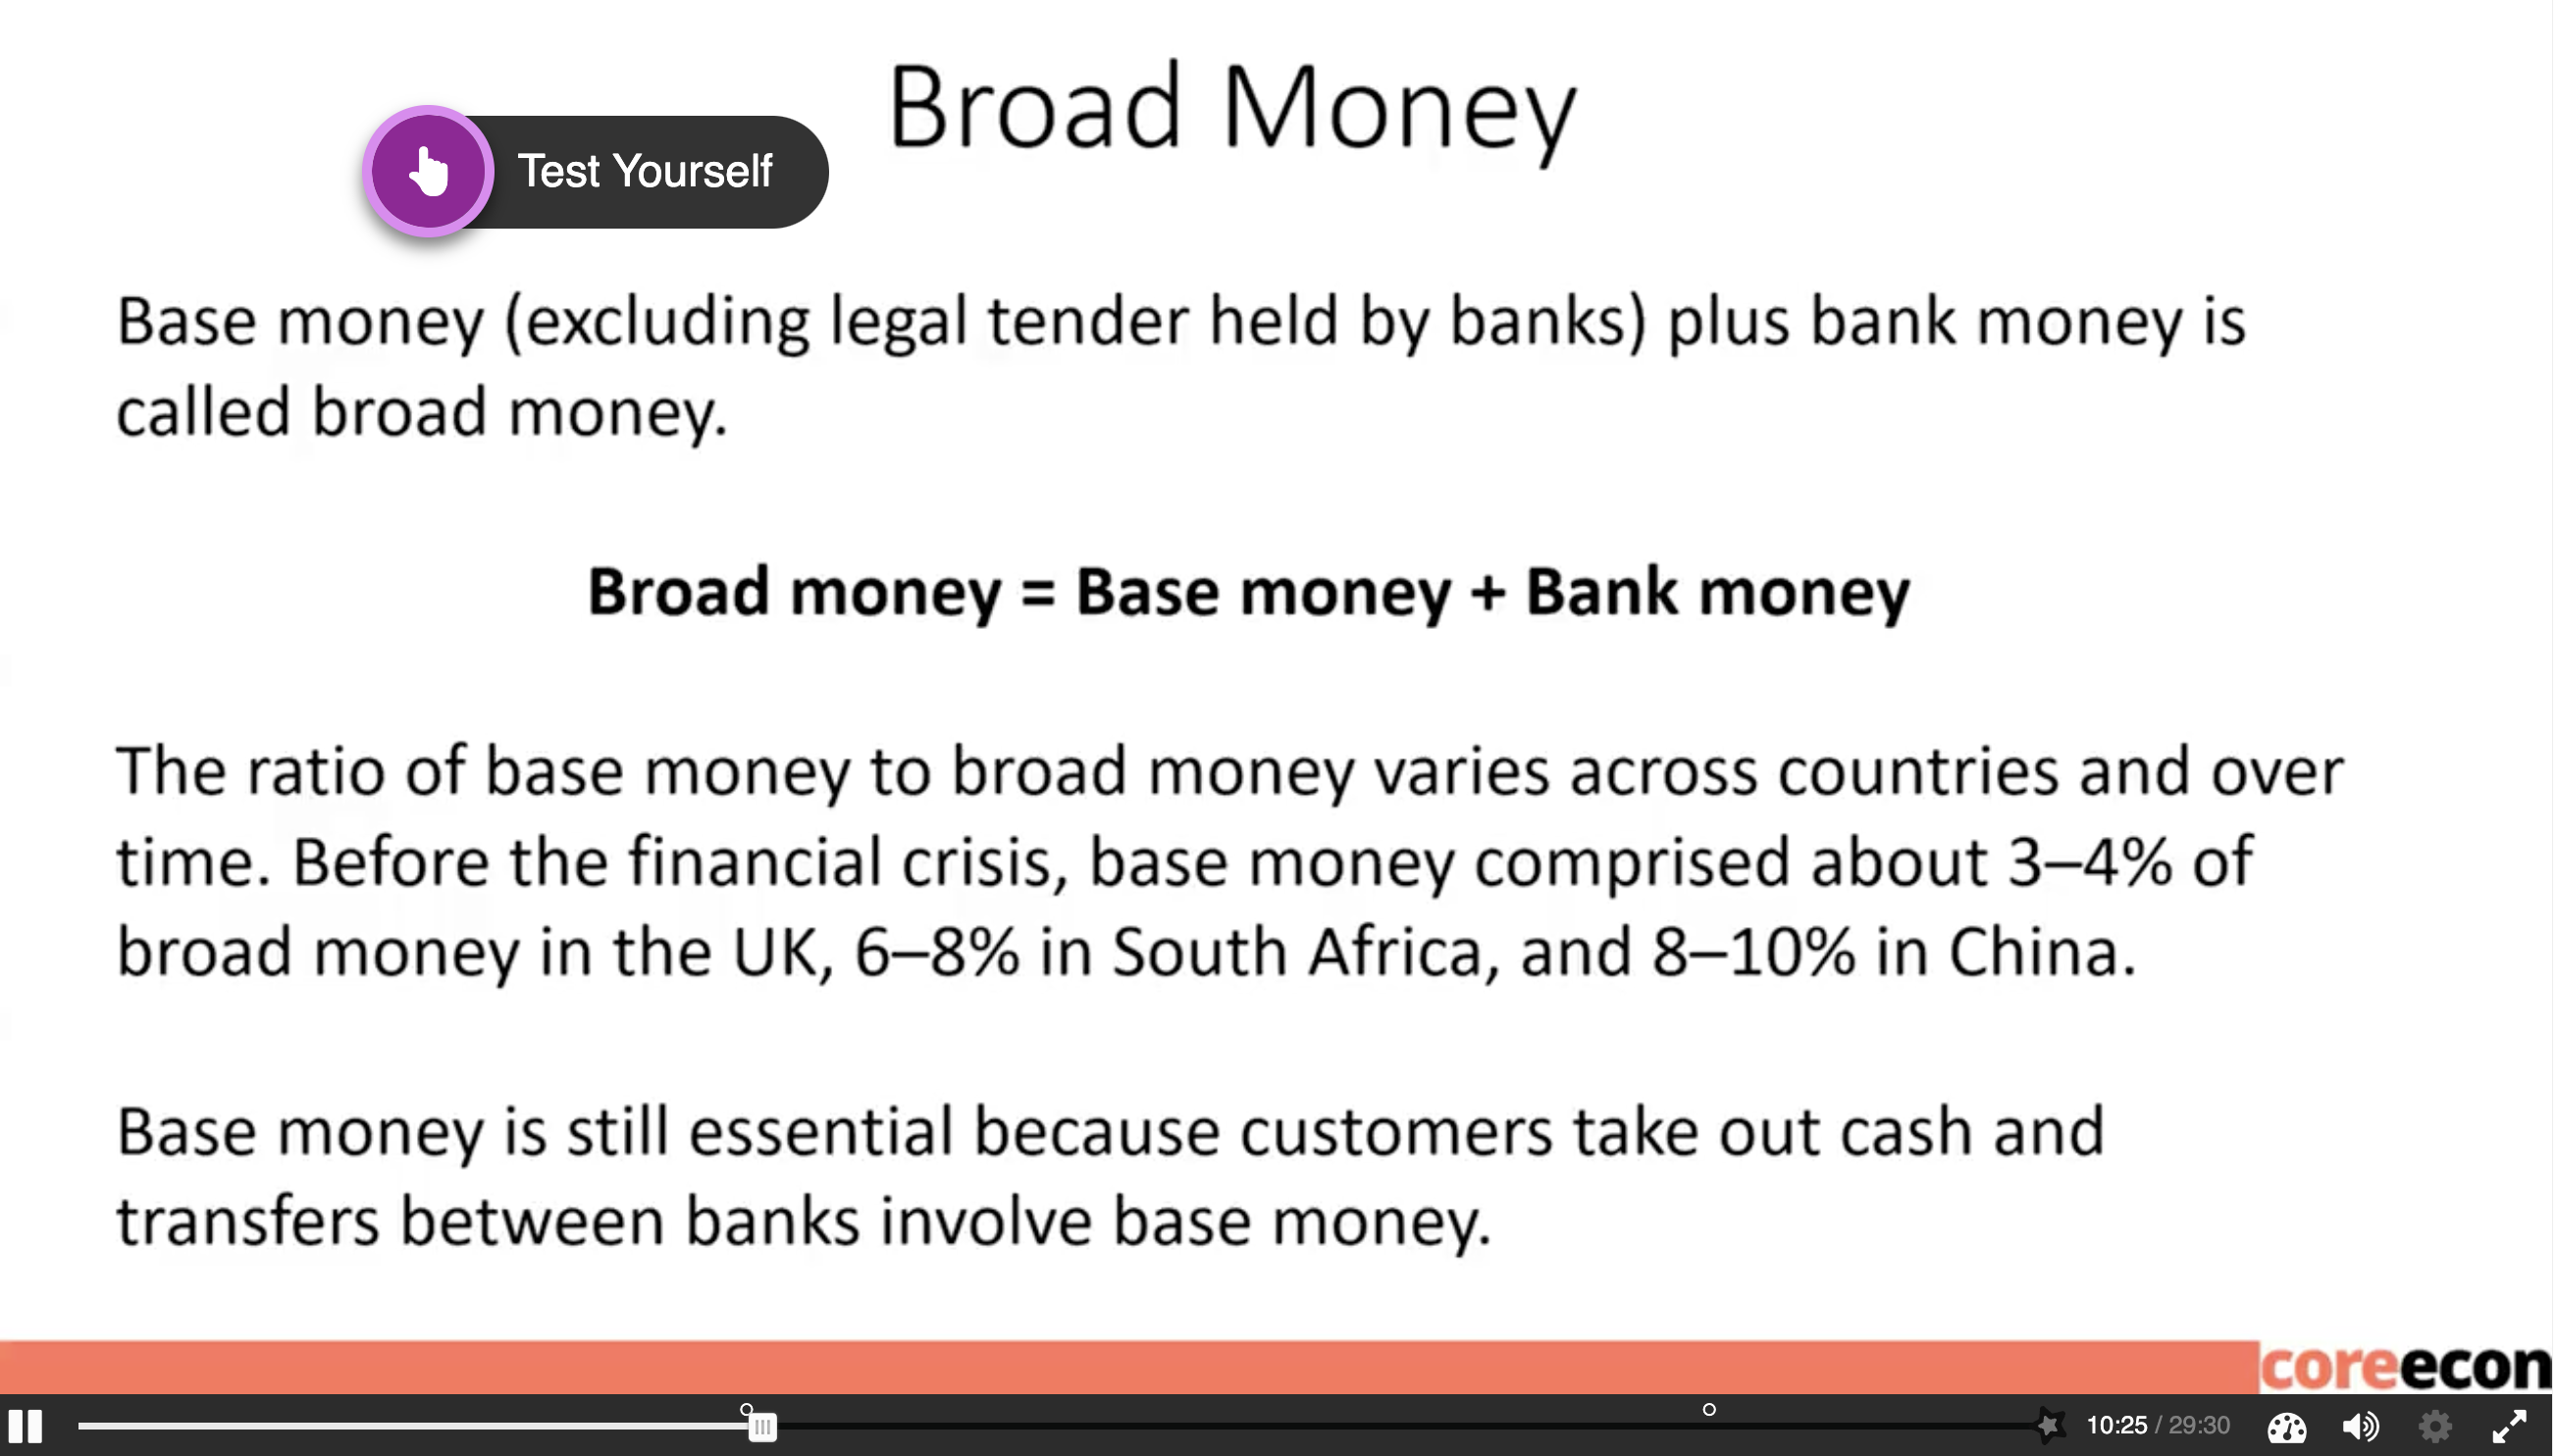 Broad Money
Test Yourself
Base money (excluding legal tender held by banks) plus bank money is
called broad money.
Broad money = Base money + Bank money
The ratio of base money to broad money varies across countries and over
time. Before the financial crisis, base money comprised about 3–4% of
broad money in the UK, 6–8% in South Africa, and 8–10% in China.
Base money is still essential because customers take out cash and
transfers between banks involve base money.
coreecon
10:25 / 29:30